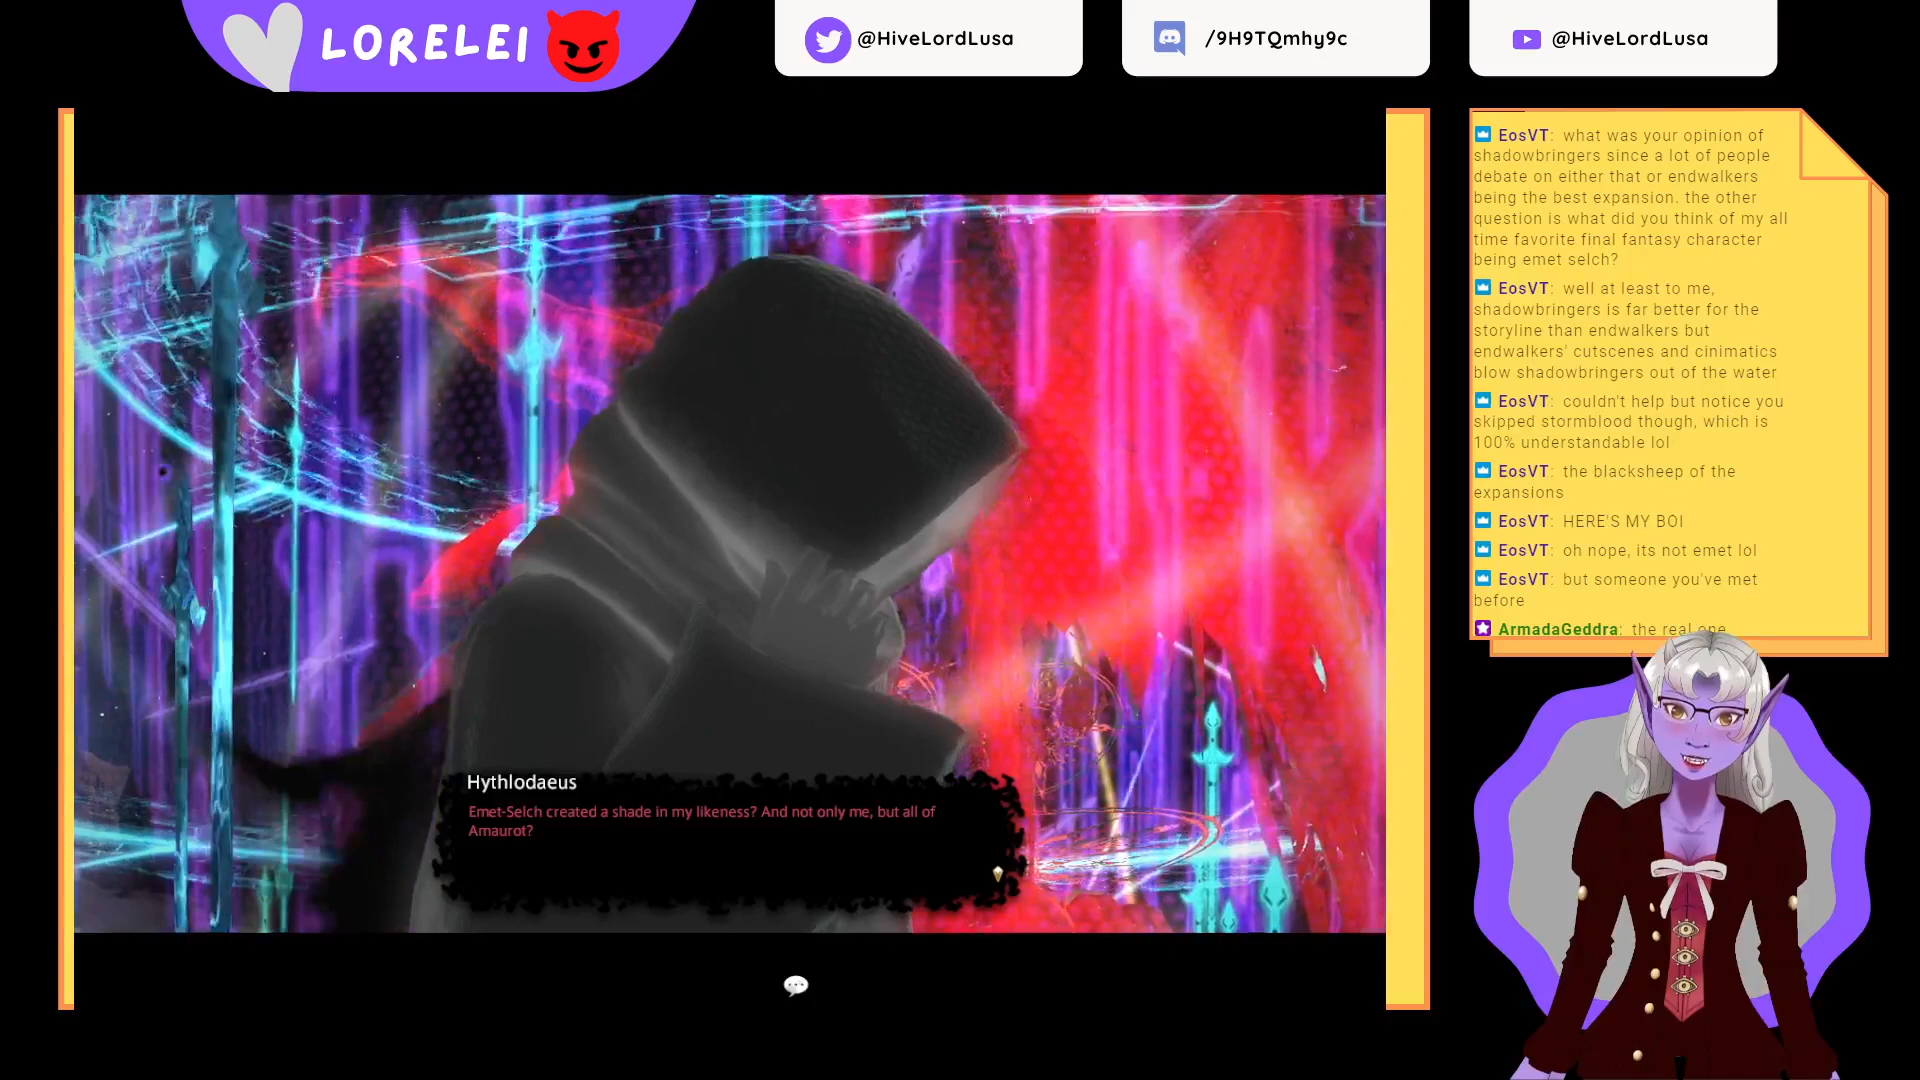 LORELEI
@HiveLordLusa
/9H9TQmhy9c
@HiveLordLusa
EosVT: what was your opinion of
shadowbringers since a lot of people
debate on either that or endwalkers
being the best expansion. the other
question is what did you think of my all
time favorite final fantasy character
being emet selch?
EosVT: well at least to me,
shadowbringers is far better for the
storyline than endwalkers but
endwalkers' cutscenes and cinimatics
blow shadowbringers out of the water
EosVT: couldn't help but notice you
skipped stormblood though, which is
100% understandable lol
EosVT: the blacksheep of the
expansions
EosVT: HERE'S MY BOI
EosVT: oh nope, its not emet lol
EosVT: but someone you've met
before
ArmadaGeddra: the real one
Hythlodaeus
Emet-Selch created a shade in my likeness? And not only me, but all of
Amaurot?